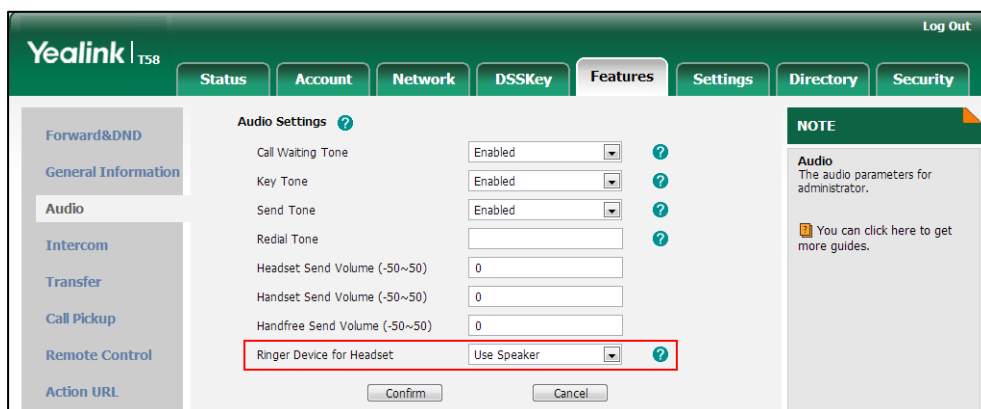 Log Out
Yealink T58
Status Account Network DSSKey Features Settings Directory Security
Forward&DND
General Information
Audio
Intercom
Transfer
Call Pickup
Remote Control
Action URL
Audio Settings ?
Call Waiting Tone Enabled ?
Key Tone Enabled ?
Send Tone Enabled ?
Redial Tone ?
Headset Send Volume (-50~50) 0
Handset Send Volume (-50~50) 0
Handfree Send Volume (-50~50) 0
Ringer Device for Headset Use Speaker ?
Confirm Cancel
NOTE
Audio
The audio parameters for
administrator.
? You can click here to get
more guides.